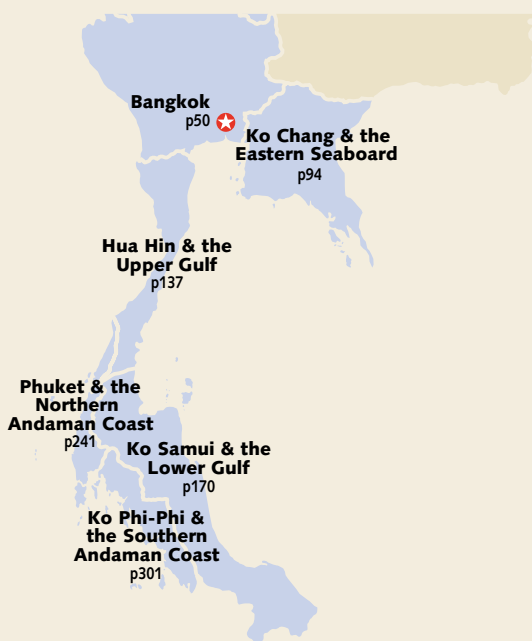 Bangkok
p50
Ko Chang & the
Eastern Seaboard
p94
Hua Hin & the
Upper Gulf
p137
Phuket & the
Northern
Andaman Coast
p241
Ko Samui & the
Lower Gulf
p170
Ko Phi-Phi &
the Southern
Andaman Coast
p301